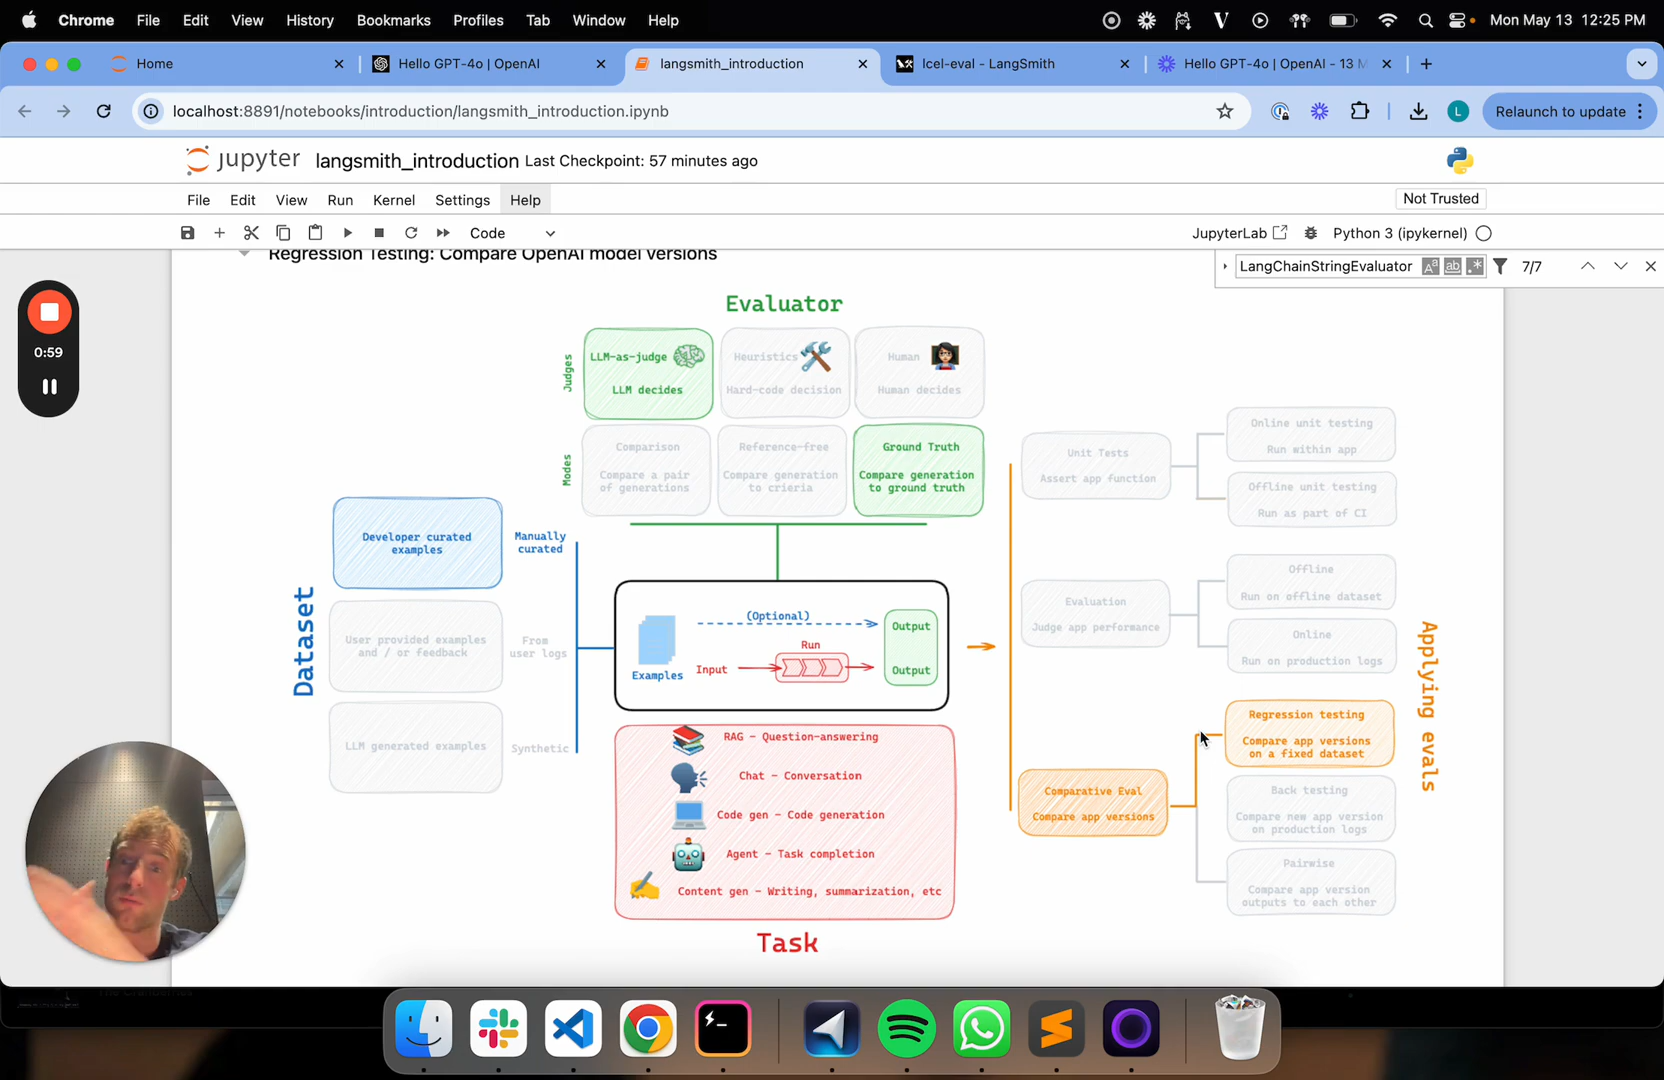 Chrome File Edit View History Bookmarks Profiles Tab Window Help Mon May 13 12:25 PM
Home Hello GPT-4o | OpenAI langsmith_introduction lcel-eval - LangSmith Hello GPT-4o | OpenAI - 13 M
localhost:8891/notebooks/introduction/langsmith_introduction.ipynb L Relaunch to update
jupyter langsmith_introduction Last Checkpoint: 57 minutes ago
File Edit View Run Kernel Settings Help Not Trusted
Code JupyterLab Python 3 (ipykernel)
Regression Testing: Compare OpenAI model versions
LangChainStringEvaluator 7/7
0:59
Evaluator
Judges
LLM-as-judge
LLM decides
Heuristics
Hard-code decision
Human
Human decides
Modes
Comparison
Compare a pair
of generations
Reference-free
Compare generation
to crieria
Ground Truth
Compare generation
to ground truth
Dataset
Developer curated
examples
Manually
curated
User provided examples
and / or feedback
From
user logs
LLM generated examples
Synthetic
(Optional)
Examples
Input
Run
Output
Output
RAG - Question-answering
Chat - Conversation
Code gen - Code generation
Agent - Task completion
Content gen - Writing, summarization, etc
Task
Unit Tests
Assert app function
Online unit testing
Run within app
Offline unit testing
Run as part of CI
Evaluation
Judge app performance
Offline
Run on offline dataset
Online
Run on production logs
Comparative Eval
Compare app versions
Regression testing
Compare app versions
on a fixed dataset
Back testing
Compare new app version
on production logs
Pairwise
Compare app version
outputs to each other
Applying evals